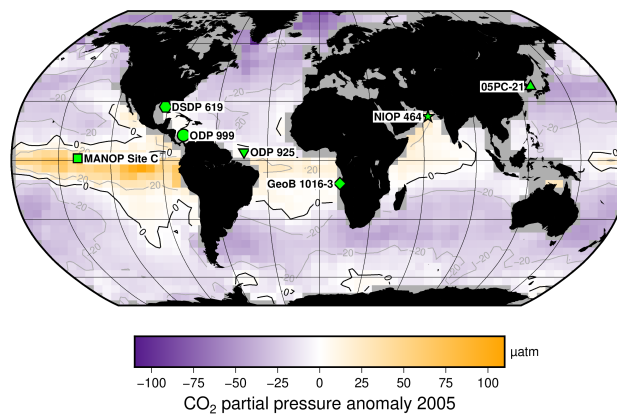 05PC-21
DSDP 619
NIOP 464
ODP 999
ODP 925
MANOP Site C
GeoB 1016-3
−100 −75 −50 −25 0 25 50 75 100
µatm
CO₂ partial pressure anomaly 2005